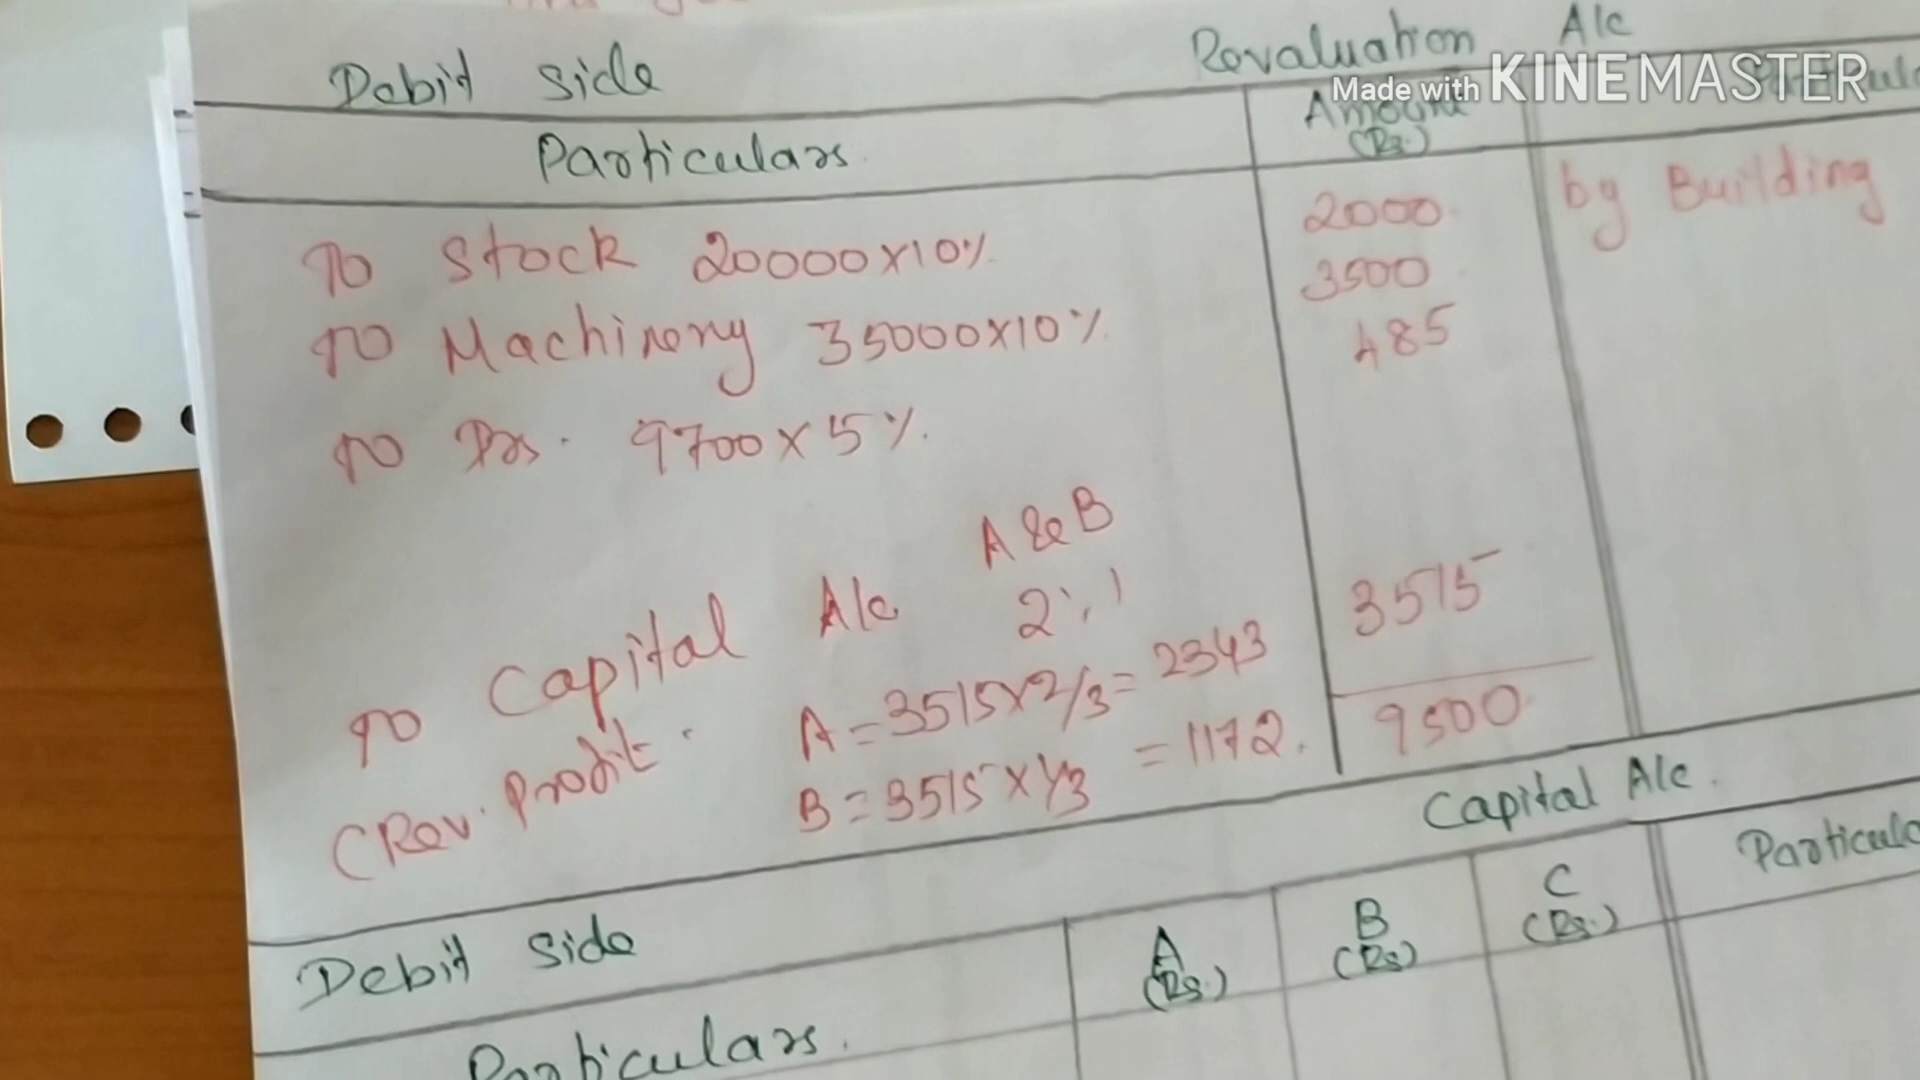 Debit side Revaluation A/c
Made with KINEMASTER
Particulars Amount (Rs.)
To Stock 20000x10% 2000 by Building
To Machinery 35000x10% 3500
To Drs. 9700x5% 485
A & B
To Capital A/c 2:1 3515
(Rev. Profit. A=3515x2/3=2343
B=3515x1/3 =1172. 9500
Capital A/c.
Debit side A (Rs.) B (Rs) C (Rs.)
Particulars.